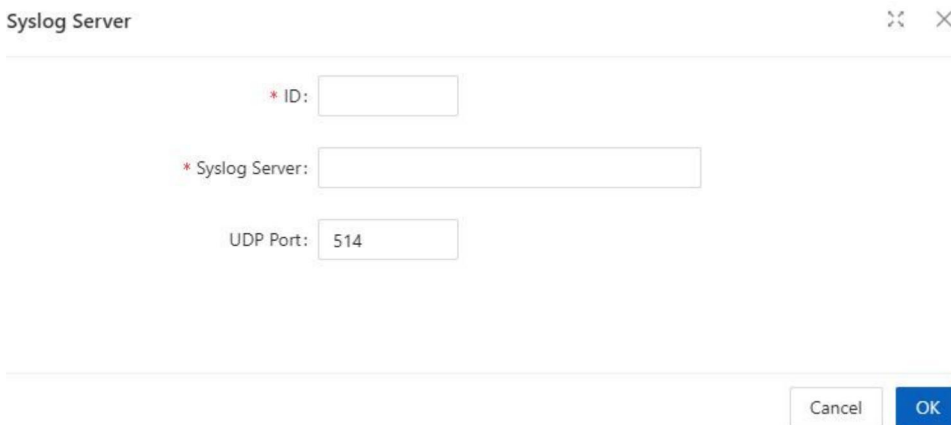 Syslog Server
* ID:
* Syslog Server:
UDP Port: 514
Cancel OK